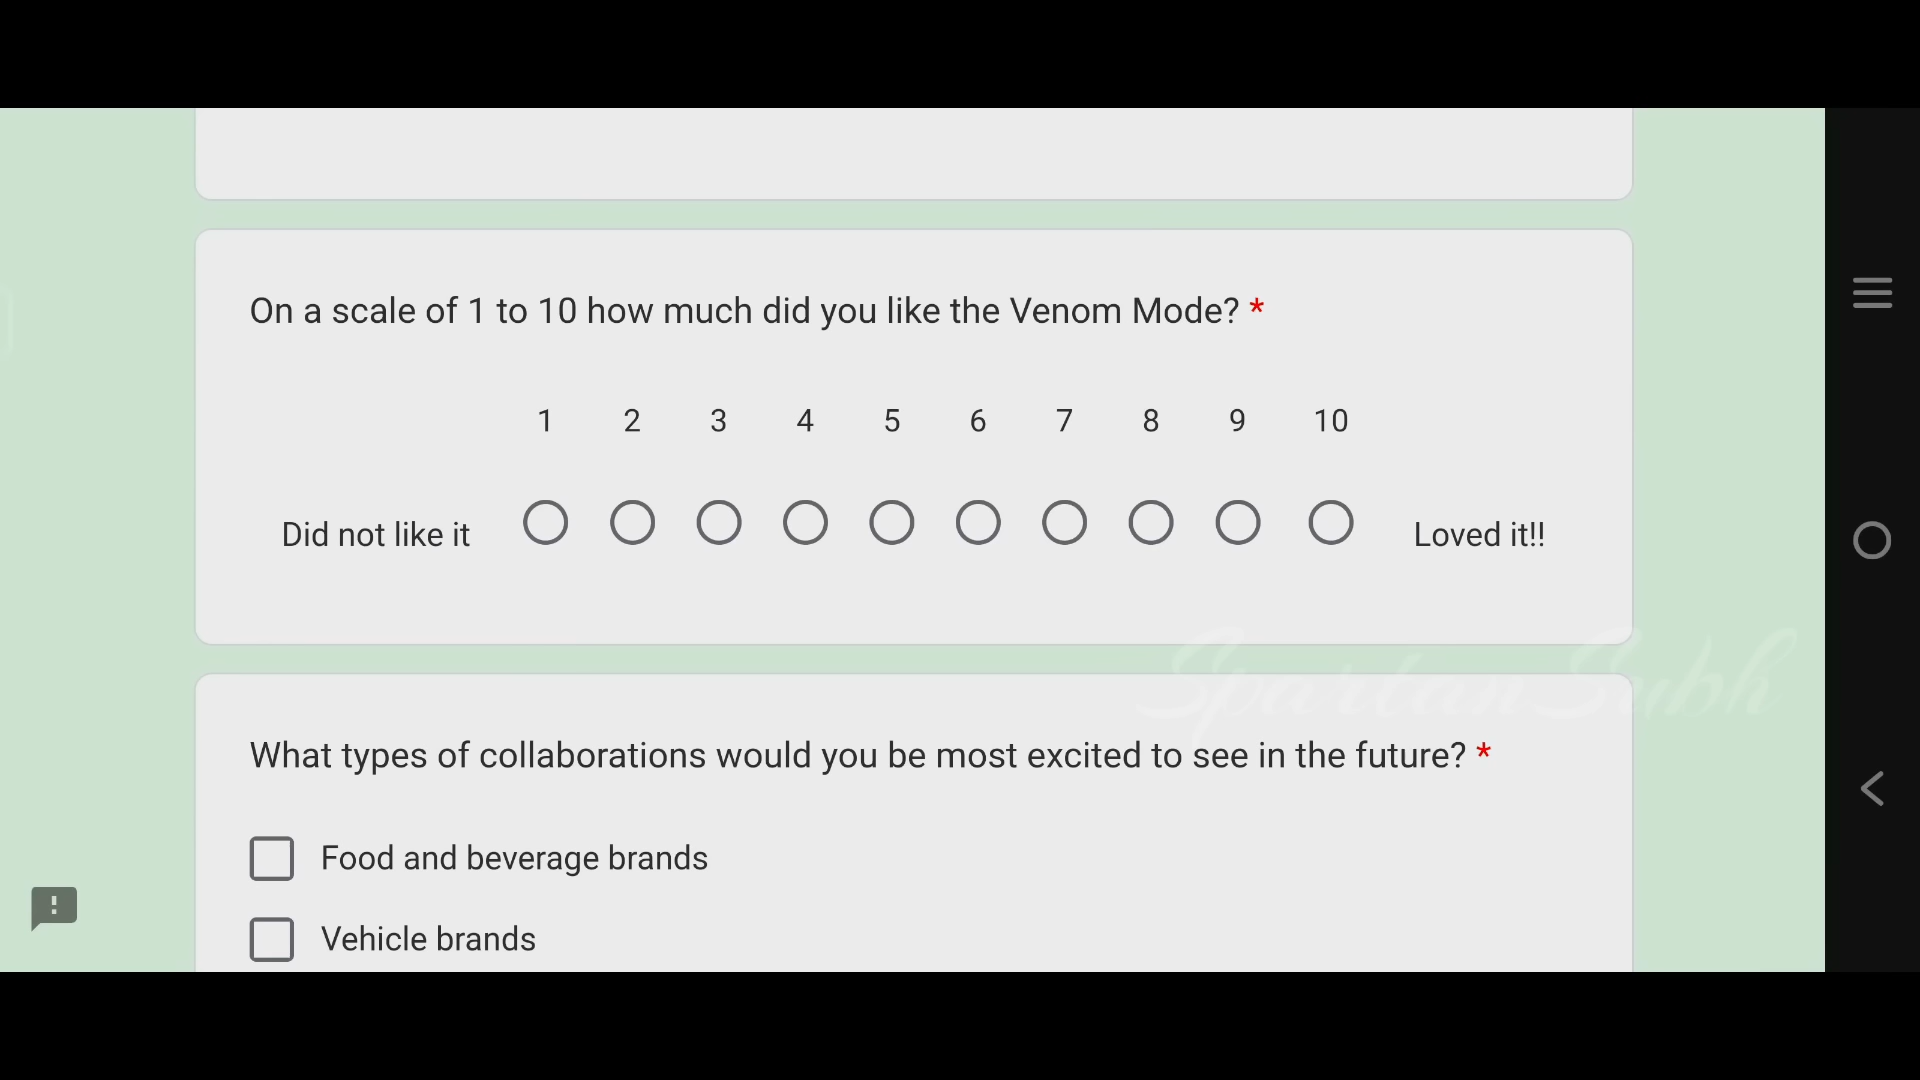 On a scale of 1 to 10 how much did you like the Venom Mode? *
1 2 3 4 5 6 7 8 9 10
Did not like it Loved it!!
Spartan Subh
What types of collaborations would you be most excited to see in the future? *
Food and beverage brands
Vehicle brands